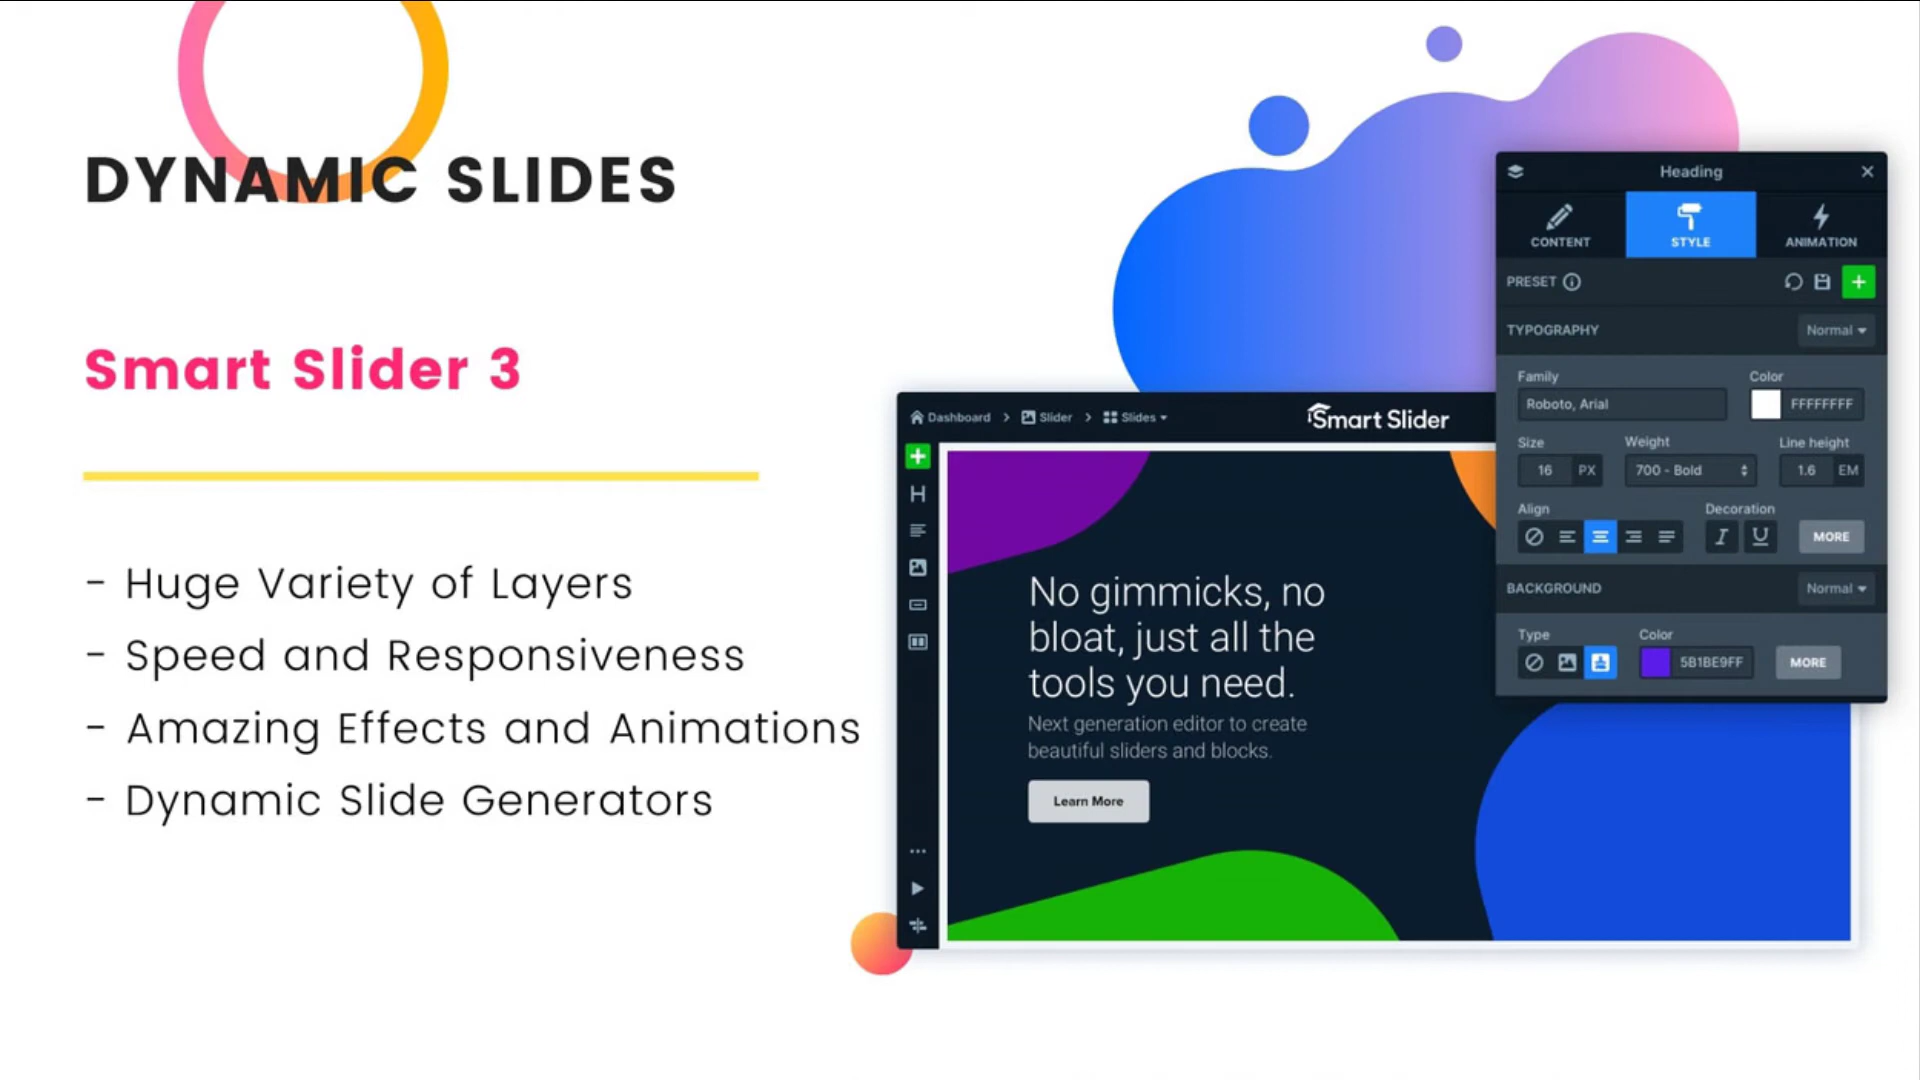 DYNAMIC SLIDES
Smart Slider 3
- Huge Variety of Layers
- Speed and Responsiveness
- Amazing Effects and Animations
- Dynamic Slide Generators
Dashboard > Slider > Slides
Smart Slider
H
No gimmicks, no
bloat, just all the
tools you need.
Next generation editor to create
beautiful sliders and blocks.
Learn More
Heading
CONTENT STYLE ANIMATION
PRESET
TYPOGRAPHY Normal
Family Color
Roboto, Arial FFFFFFFF
Size Weight Line height
16 PX 700 - Bold 1.6 EM
Align Decoration
I U MORE
BACKGROUND Normal
Type Color
5B1BE9FF MORE